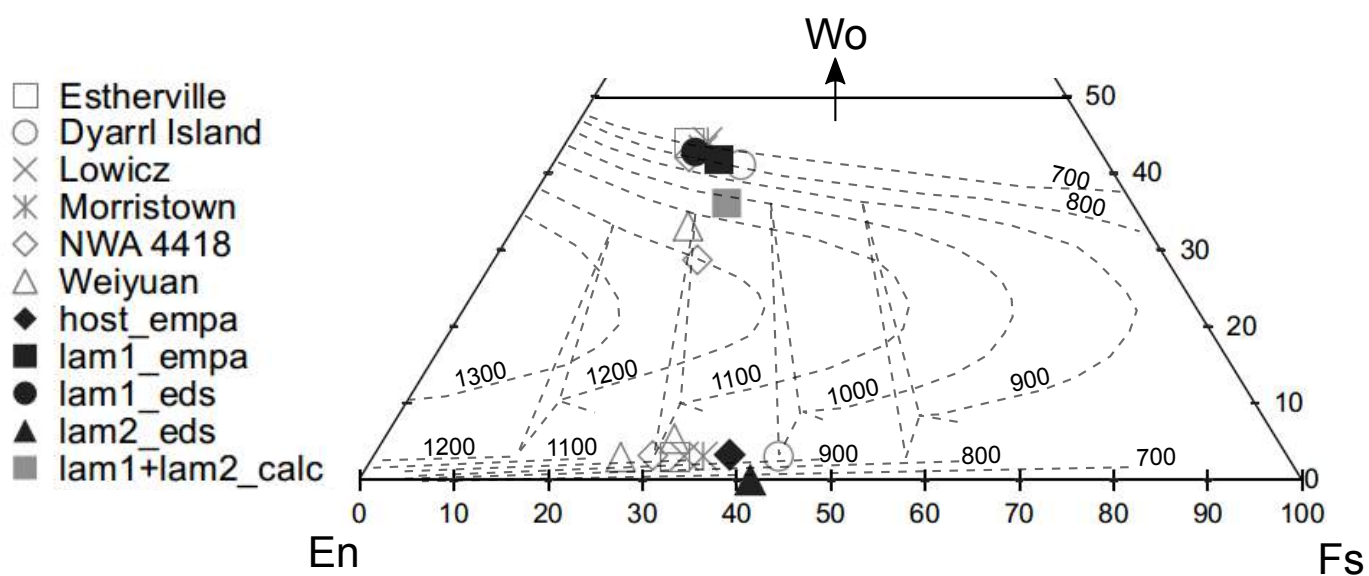 Wo
Estherville
Dyarrl Island
Lowicz
Morristown
NWA 4418
Weiyuan
host_empa
lam1_empa
lam1_eds
lam2_eds
lam1+lam2_calc
50
40
30
20
10
0
700
800
1300
1200
1100
1000
900
1200
1100
900
800
700
0 10 20 30 40 50 60 70 80 90 100
En
Fs